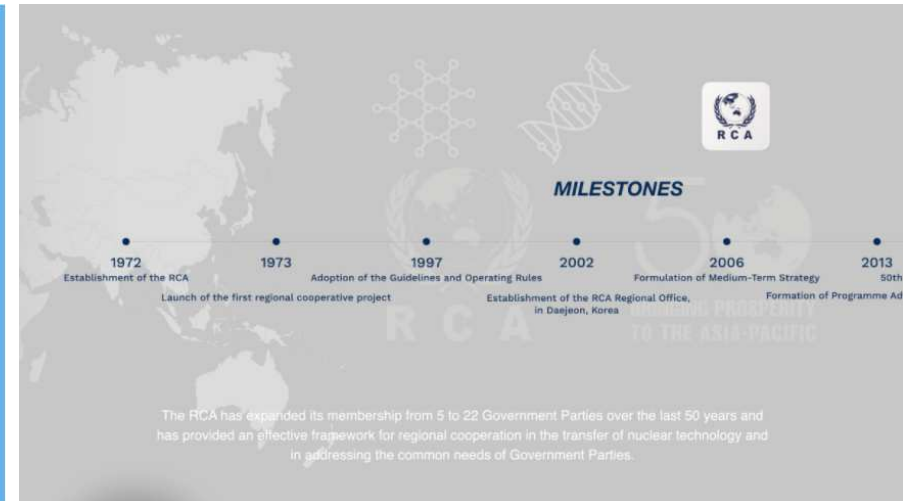 RCA
MILESTONES
1972
Establishment of the RCA
1973
Launch of the first regional cooperative project
1997
Adoption of the Guidelines and Operating Rules
2002
Establishment of the RCA Regional Office,
in Daejeon, Korea
2006
Formulation of Medium-Term Strategy
2013
Formation of Programme Ad
50th
RCA
BRINGING PROSPERITY
TO THE ASIA-PACIFIC
The RCA has expanded its membership from 5 to 22 Government Parties over the last 50 years and
has provided an effective framework for regional cooperation in the transfer of nuclear technology and
in addressing the common needs of Government Parties.